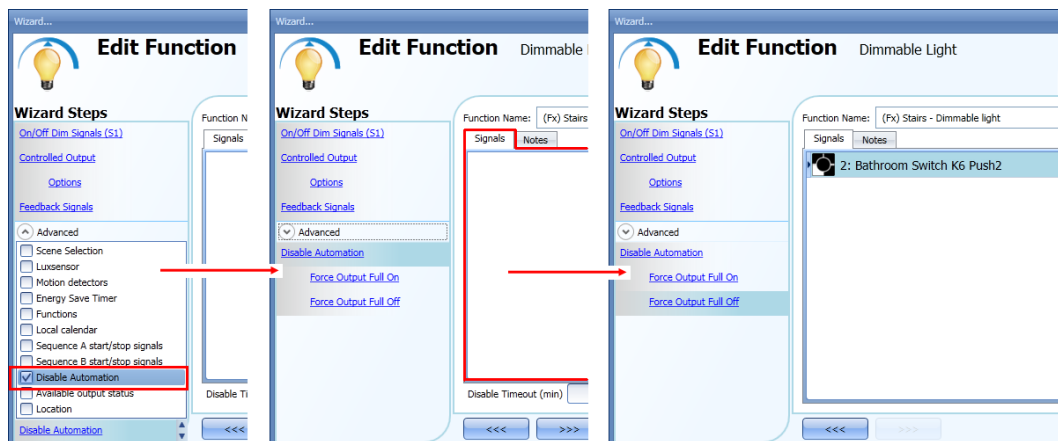 Wizard...
Edit Function
Wizard Steps
On/Off Dim Signals (S1)
Controlled Output
Options
Feedback Signals
Advanced
Scene Selection
Luxsensor
Motion detectors
Energy Save Timer
Functions
Local calendar
Sequence A start/stop signals
Sequence B start/stop signals
Disable Automation
Available output status
Location
Disable Automation
Function N
Signals
Disable Ti
<<<
Wizard...
Edit Function Dimmable
Wizard Steps
On/Off Dim Signals (S1)
Controlled Output
Options
Feedback Signals
Advanced
Disable Automation
Force Output Full On
Force Output Full Off
Function Name: (Fx) Stairs
Signals Notes
Disable Timeout (min)
<<< >>>
Wizard...
Edit Function Dimmable Light
Wizard Steps
On/Off Dim Signals (S1)
Controlled Output
Options
Feedback Signals
Advanced
Disable Automation
Force Output Full On
Force Output Full Off
Function Name: (Fx) Stairs - Dimmable light
Signals Notes
2: Bathroom Switch K6 Push2
<<< >>>